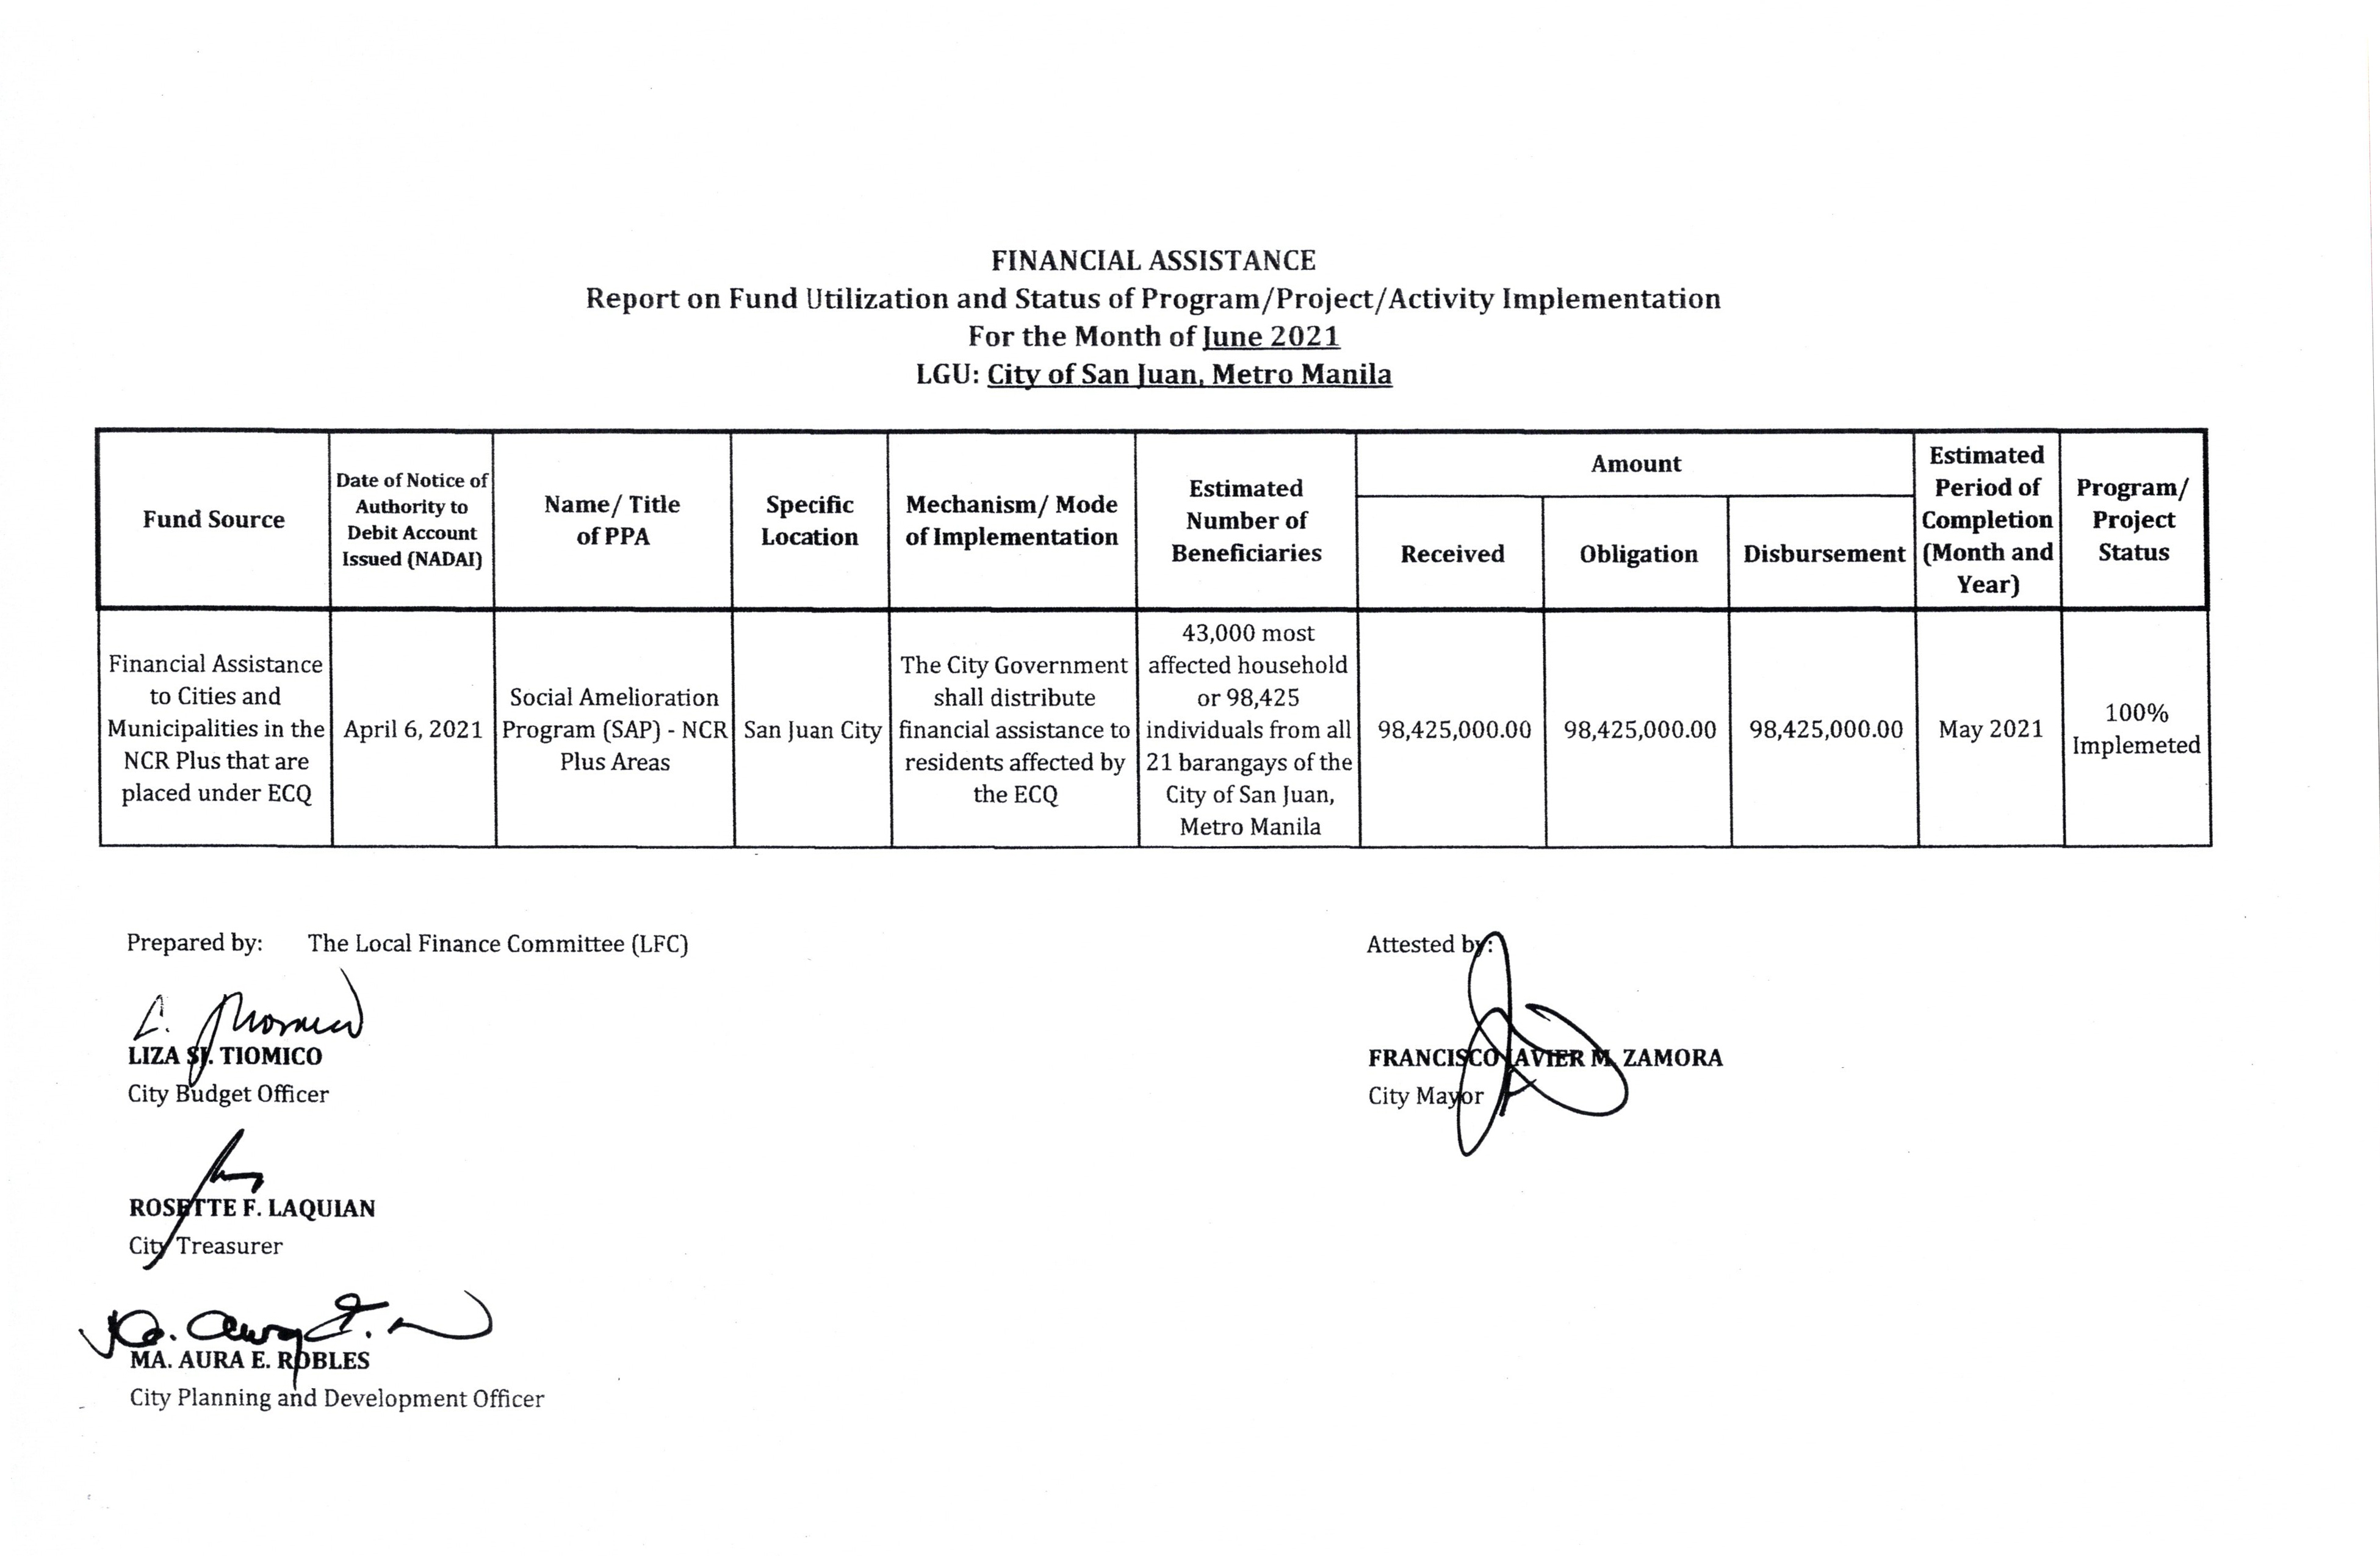 FINANCIAL ASSISTANCE
Report on Fund Utilization and Status of Program/Project/Activity Implementation
For the Month of June 2021
LGU: City of San Juan, Metro Manila
Fund Source
Date of Notice of
Authority to
Debit Account
Issued (NADAI)
Name/ Title
of PPA
Specific
Location
Mechanism/ Mode
of Implementation
Estimated
Number of
Beneficiaries
Amount
Received
Obligation
Disbursement
Estimated
Period of
Completion
(Month and
Year)
Program/
Project
Status
Financial Assistance
to Cities and
Municipalities in the
NCR Plus that are
placed under ECQ
April 6, 2021
Social Amelioration
Program (SAP) - NCR
Plus Areas
San Juan City
The City Government
shall distribute
financial assistance to
residents affected by
the ECQ
43,000 most
affected household
or 98,425
individuals from all
21 barangays of the
City of San Juan,
Metro Manila
98,425,000.00
98,425,000.00
98,425,000.00
May 2021
100%
Implemeted
Prepared by: The Local Finance Committee (LFC)
LIZA TIOMICO
City Budget Officer
ROSETTE F. LAQUIAN
City Treasurer
MA. AURA E. ROBLES
City Planning and Development Officer
Attested by:
FRANCISCO JAVIER M. ZAMORA
City Mayor